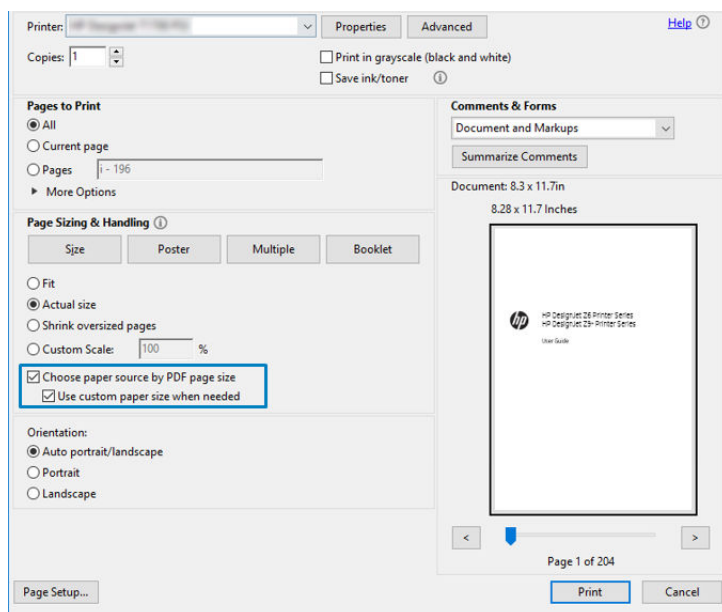 Printer:
Properties
Advanced
Help
Copies: 1
Print in grayscale (black and white)
Save ink/toner
Pages to Print
All
Current page
Pages i - 196
More Options
Page Sizing & Handling
Size Poster Multiple Booklet
Fit
Actual size
Shrink oversized pages
Custom Scale: 100 %
Choose paper source by PDF page size
Use custom paper size when needed
Orientation:
Auto portrait/landscape
Portrait
Landscape
Comments & Forms
Document and Markups
Summarize Comments
Document: 8.3 x 11.7in
8.28 x 11.7 Inches
hp
HP DesignJet Z6 Printer Series
HP DesignJet Z9+ Printer Series
User Guide
< >
Page 1 of 204
Page Setup...
Print
Cancel